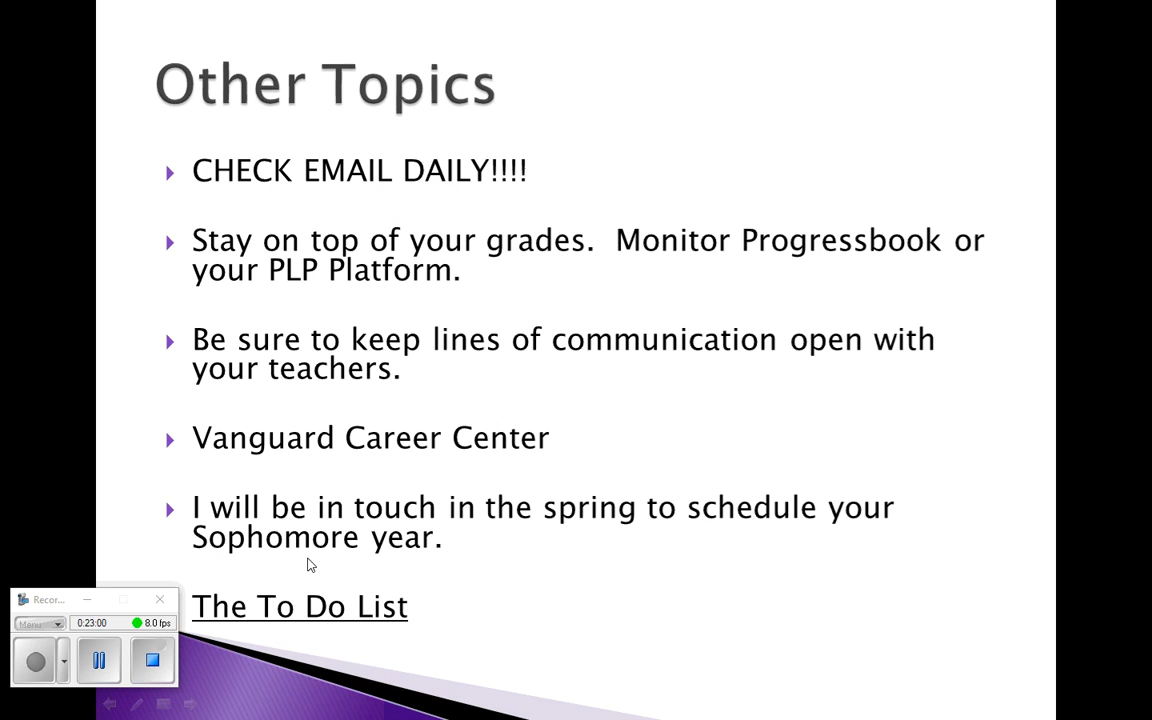 Other Topics
CHECK EMAIL DAILY!!!!
Stay on top of your grades.  Monitor Progressbook or
your PLP Platform.
Be sure to keep lines of communication open with
your teachers.
Vanguard Career Center
I will be in touch in the spring to schedule your
Sophomore year.
The To Do List
Recor...
Menu
0:23:00
8.0 fps